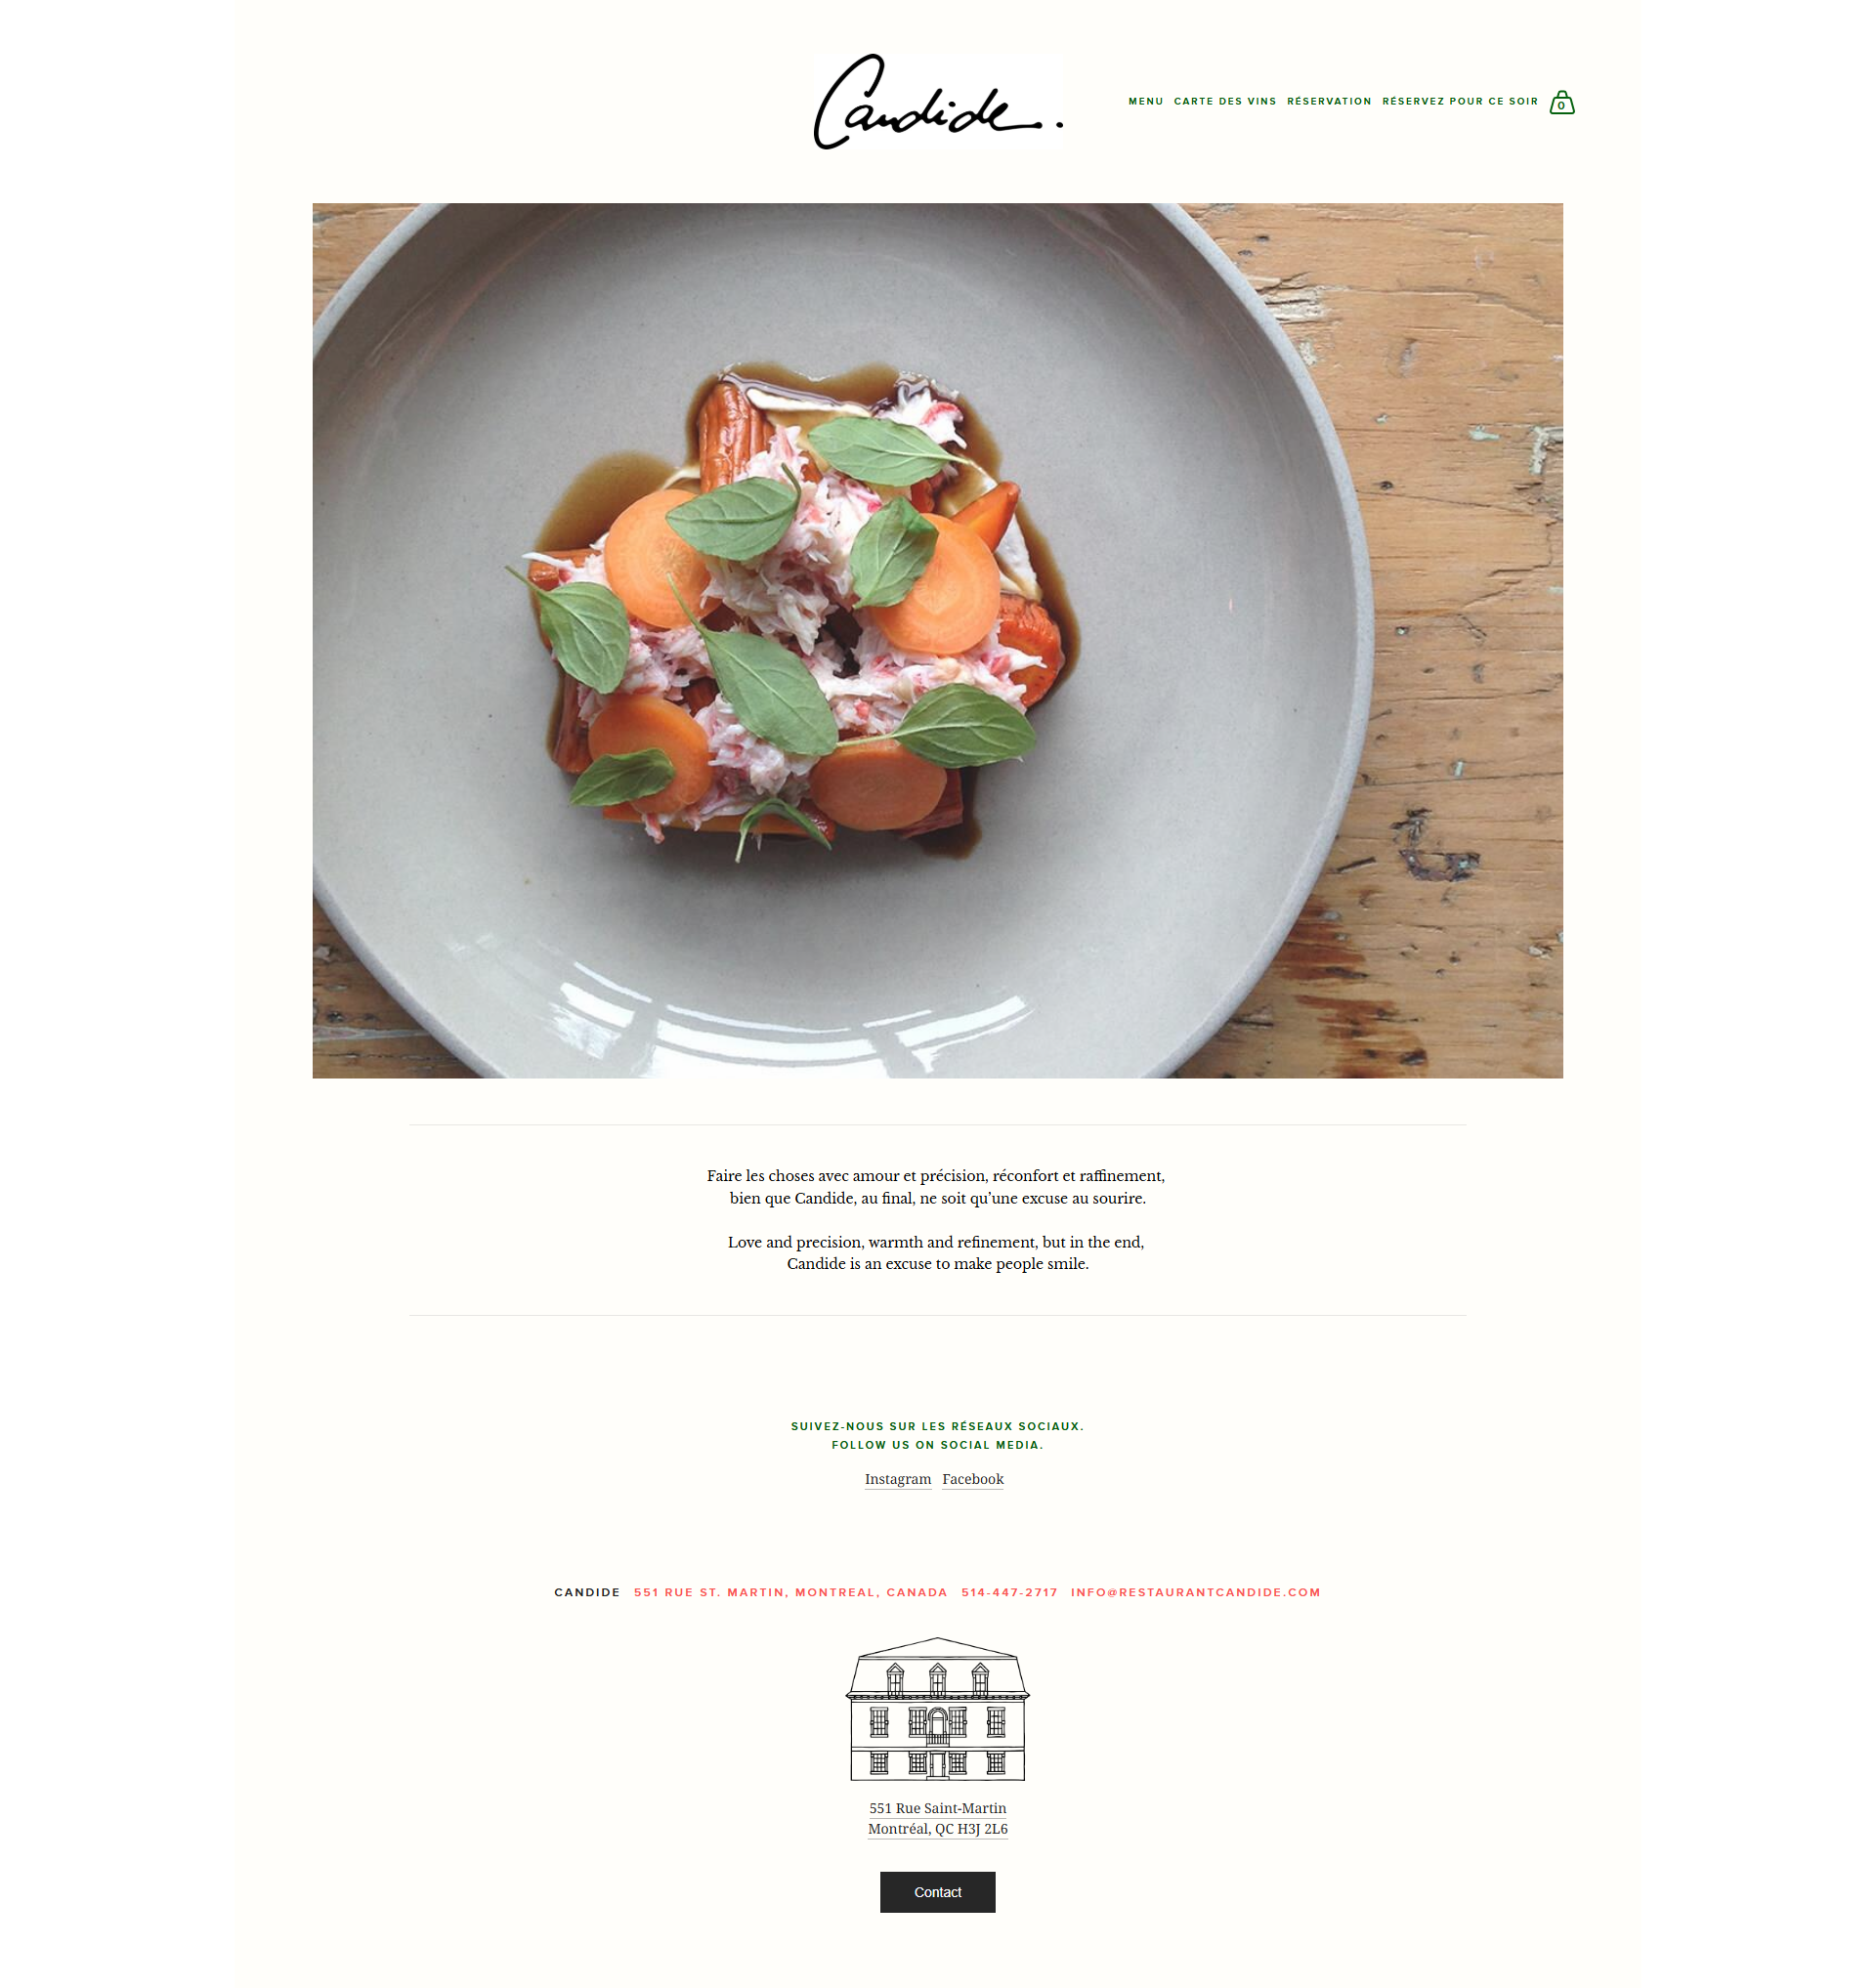 Candide.
MENU CARTE DES VINS RÉSERVATION RÉSERVEZ POUR CE SOIR 0
Faire les choses avec amour et précision, réconfort et raffinement,
bien que Candide, au final, ne soit qu’une excuse au sourire.
Love and precision, warmth and refinement, but in the end,
Candide is an excuse to make people smile.
SUIVEZ-NOUS SUR LES RÉSEAUX SOCIAUX.
FOLLOW US ON SOCIAL MEDIA.
Instagram Facebook
CANDIDE 551 RUE ST. MARTIN, MONTREAL, CANADA 514-447-2717 INFO@RESTAURANTCANDIDE.COM
551 Rue Saint-Martin
Montréal, QC H3J 2L6
Contact